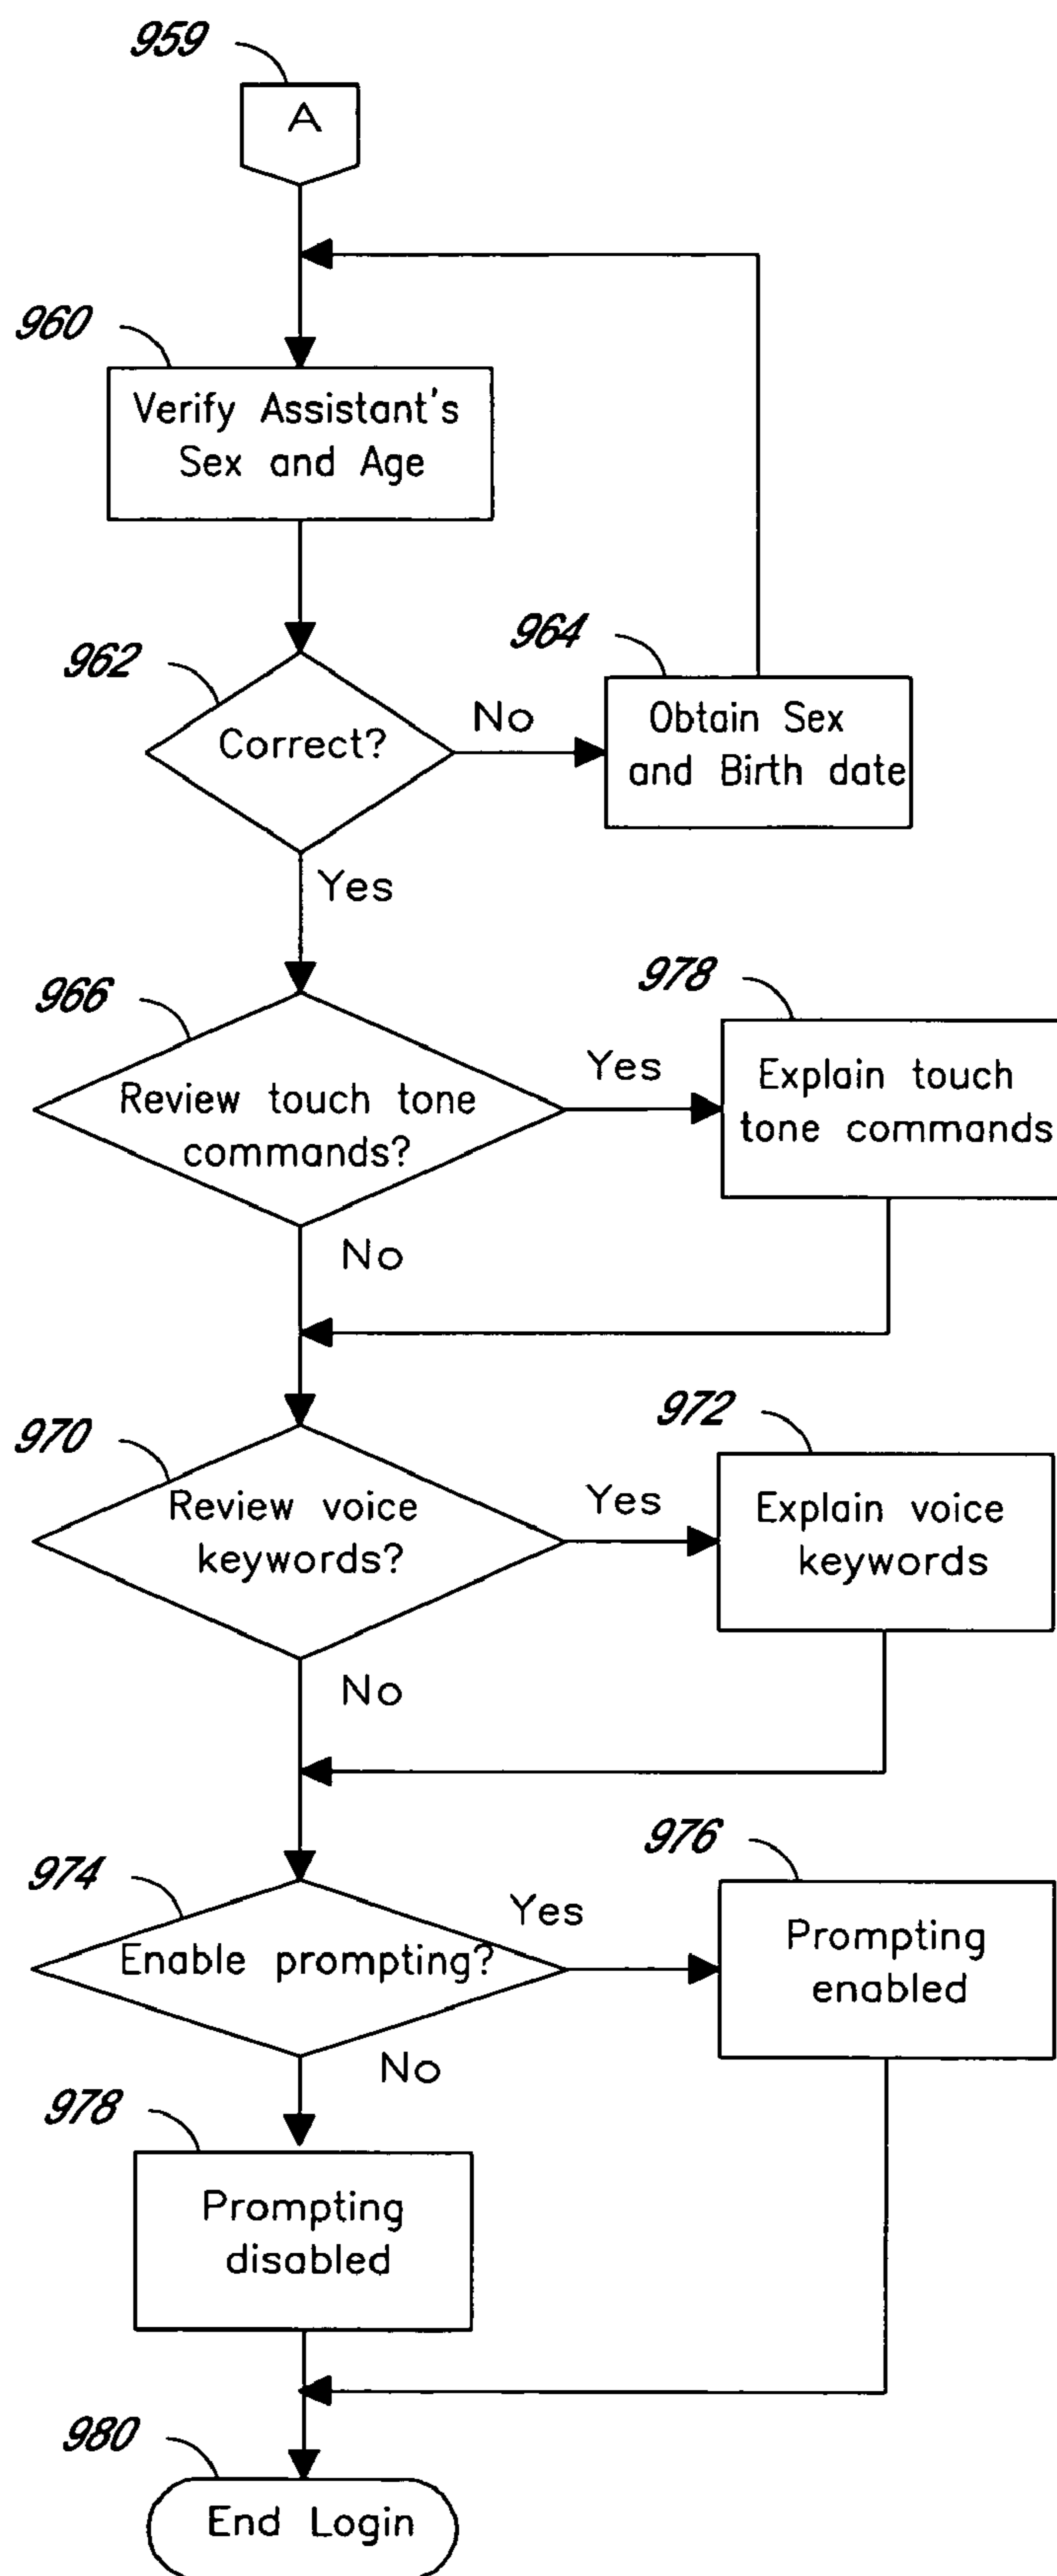 959
A
960
Verify Assistant's
Sex and Age
962
Correct?
No
964
Obtain Sex
and Birth date
Yes
966
Review touch tone
commands?
Yes
978
Explain touch
tone commands
No
970
Review voice
keywords?
Yes
972
Explain voice
keywords
No
974
Enable prompting?
Yes
976
Prompting
enabled
No
978
Prompting
disabled
980
End Login